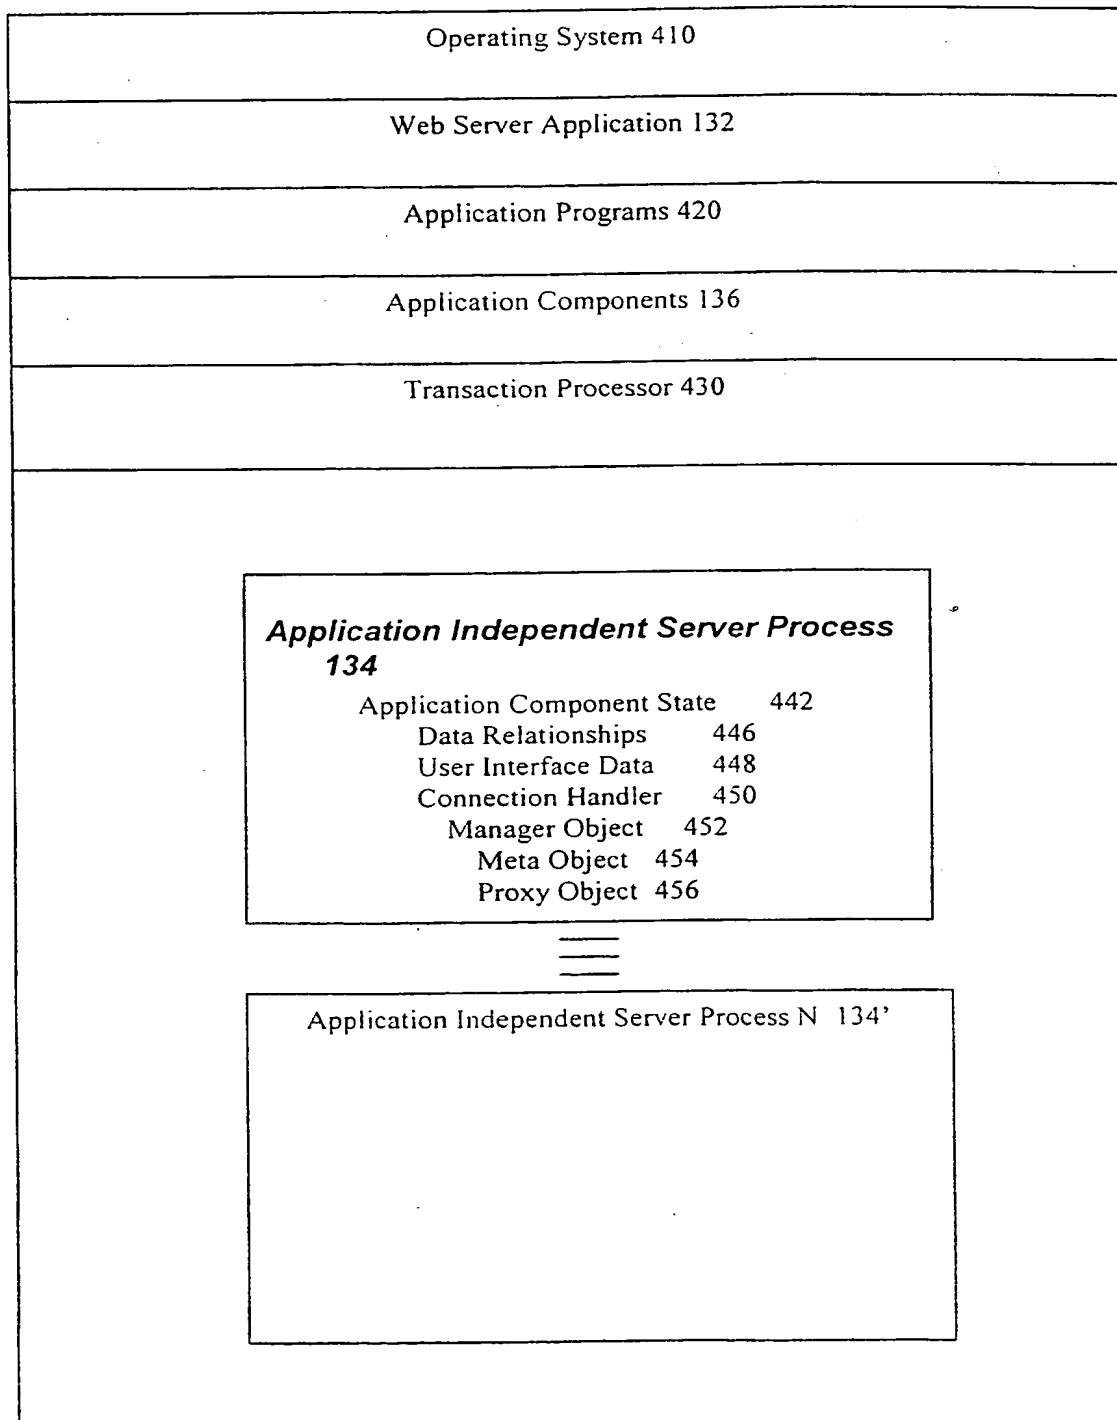 Operating System 410
Web Server Application 132
Application Programs 420
Application Components 136
Transaction Processor 430
Application Independent Server Process
134
Application Component State 442
Data Relationships 446
User Interface Data 448
Connection Handler 450
Manager Object 452
Meta Object 454
Proxy Object 456
Application Independent Server Process N 134’